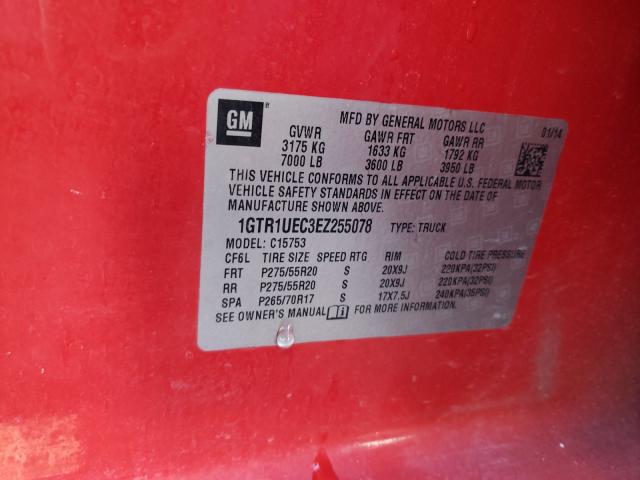 GM
MFD BY GENERAL MOTORS LLC
01/14
GVWR GAWR FRT GAWR RR
3175 KG 1633 KG 1792 KG
7000 LB 3600 LB 3950 LB
THIS VEHICLE CONFORMS TO ALL APPLICABLE U.S. FEDERAL MOTOR
VEHICLE SAFETY STANDARDS IN EFFECT ON THE DATE OF
MANUFACTURE SHOWN ABOVE.
1GTR1UEC3EZ255078 TYPE: TRUCK
MODEL: C15753
CF6L TIRE SIZE SPEED RTG RIM COLD TIRE PRESSURE
FRT P275/55R20 S 20X9J 220KPA(32PSI)
RR P275/55R20 S 20X9J 220KPA(32PSI)
SPA P265/70R17 S 17X7.5J 240KPA(35PSI)
SEE OWNER'S MANUAL FOR MORE INFORMATION.